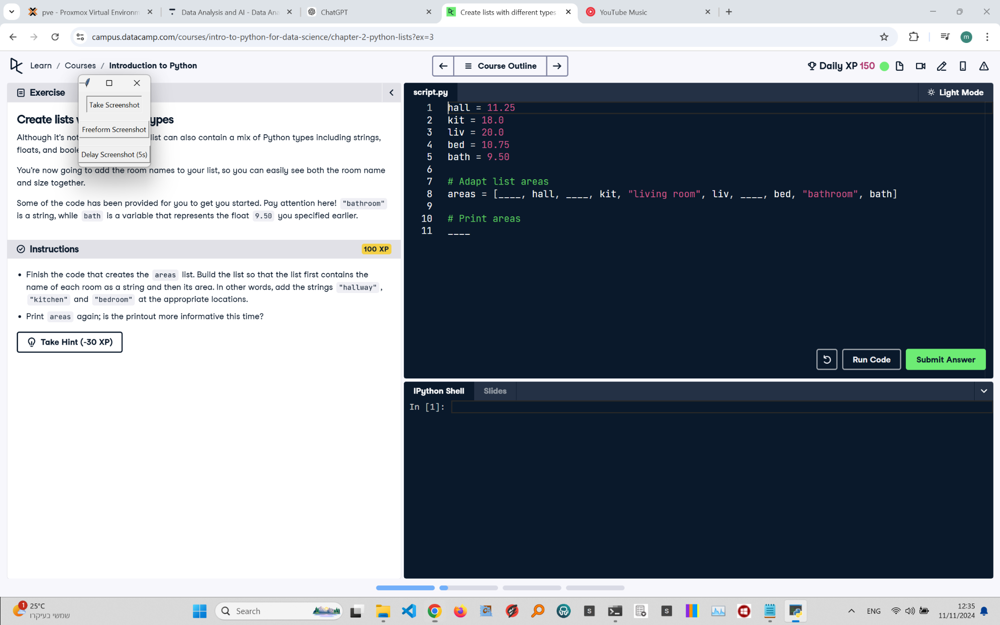 pve - Proxmox Virtual Environm
Data Analysis and AI - Data Ana
ChatGPT
Create lists with different types
YouTube Music
campus.datacamp.com/courses/intro-to-python-for-data-science/chapter-2-python-lists?ex=3
m
Learn / Courses / Introduction to Python
Course Outline
Daily XP 150
Exercise
Take Screenshot
Freeform Screenshot
Delay Screenshot (5s)
Create lists ypes
Although it's not list can also contain a mix of Python types including strings,
floats, and boole
You're now going to add the room names to your list, so you can easily see both the room name
and size together.
Some of the code has been provided for you to get you started. Pay attention here! "bathroom"
is a string, while bath is a variable that represents the float 9.50 you specified earlier.
Instructions
100 XP
• Finish the code that creates the areas list. Build the list so that the list first contains the
name of each room as a string and then its area. In other words, add the strings "hallway",
"kitchen" and "bedroom" at the appropriate locations.
• Print areas again; is the printout more informative this time?
Take Hint (-30 XP)
script.py
Light Mode
1 hall = 11.25
2 kit = 18.0
3 liv = 20.0
4 bed = 10.75
5 bath = 9.50
6
7 # Adapt list areas
8 areas = [____, hall, ____, kit, "living room", liv, ____, bed, "bathroom", bath]
9
10 # Print areas
11 ____
Run Code
Submit Answer
IPython Shell
Slides
In [1]:
1
25°C
שמשי בעיקרו
Search
S
S
ENG
12:35
11/11/2024